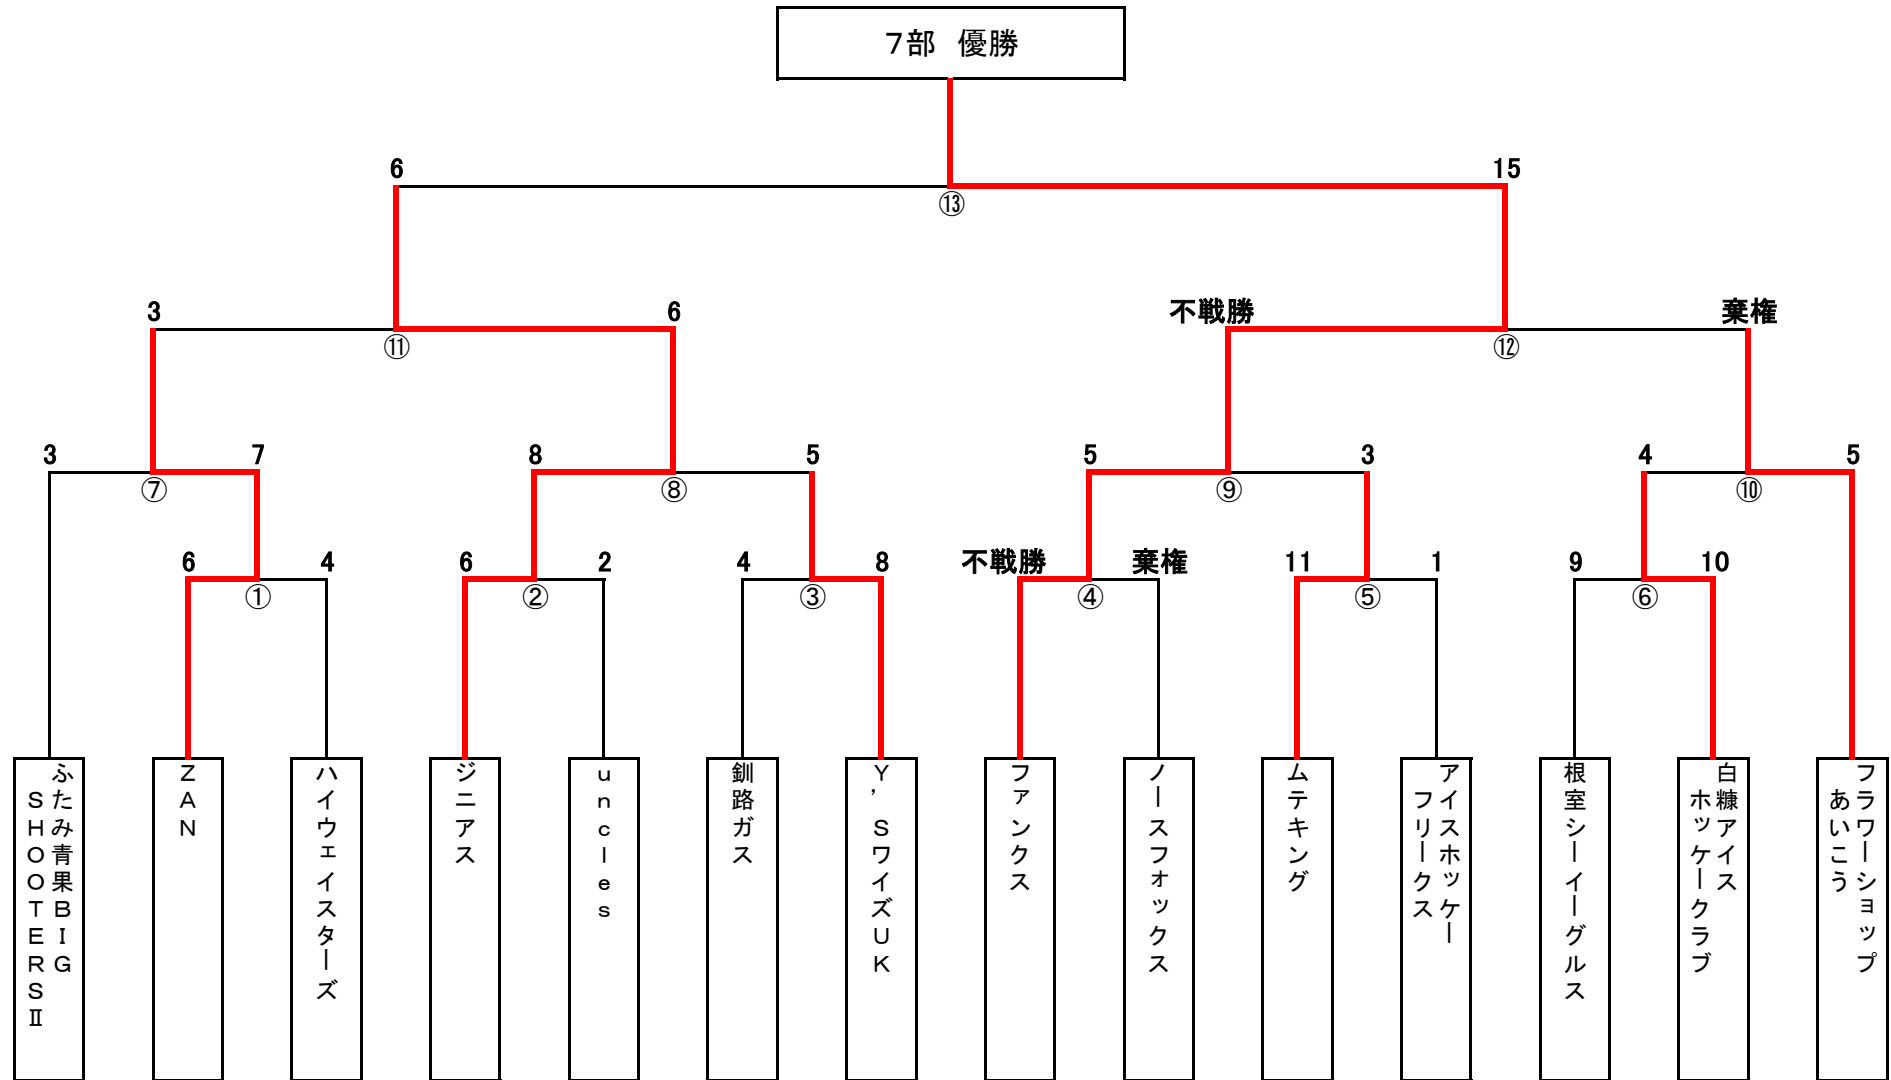 7部 優勝
6
15
⑬
3
6
不戦勝
棄権
⑪
⑫
3
7
8
5
5
3
4
5
⑦
⑧
⑨
⑩
6
4
6
2
4
8
不戦勝
棄権
11
1
9
10
①
②
③
④
⑤
⑥
ふたみ青果BIG
SHOOTERSⅡ
ZAN
ハイウェイスターズ
ジニアス
uncles
釧路ガス
Y’SワイズUK
ファンクス
ノースフォックス
ムテキング
アイスホッケー
フリークス
根室シーイーグルス
白糠アイス
ホッケークラブ
フラワーショップ
あいこう